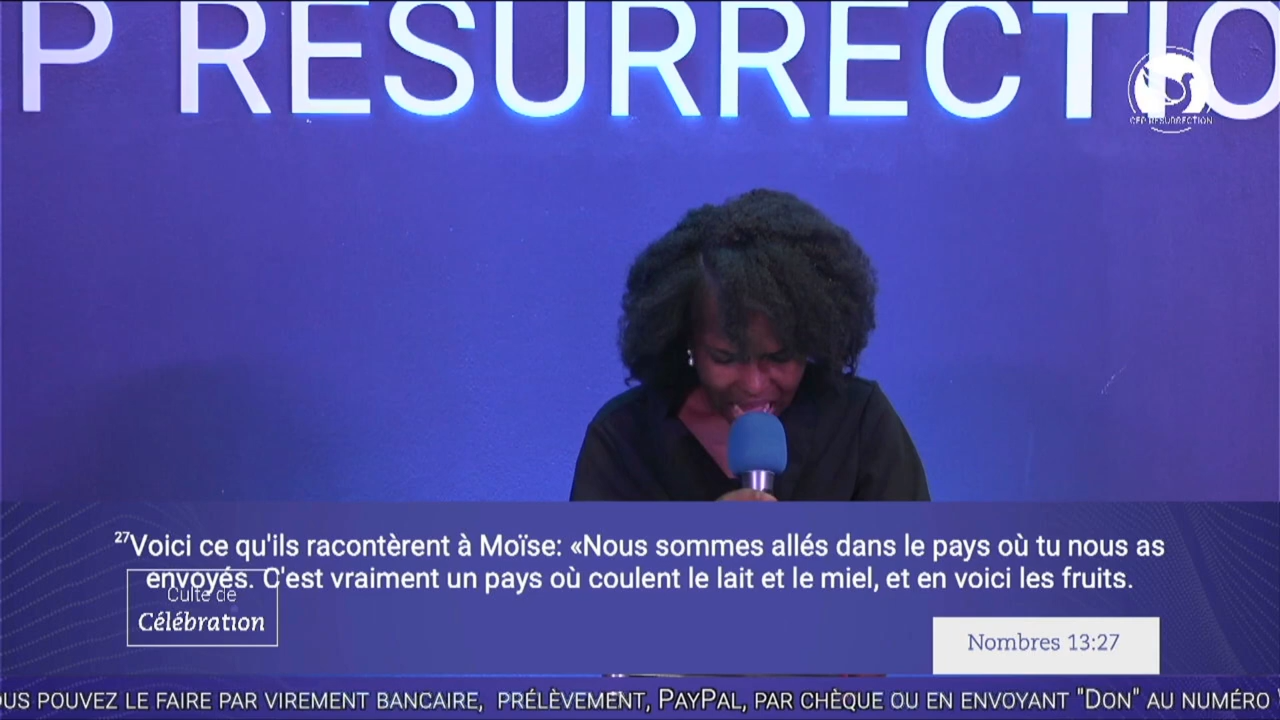 P RESURRECTIO
CEP RESURRECTION
²⁷Voici ce qu'ils racontèrent à Moïse: «Nous sommes allés dans le pays où tu nous as
envoyés. C'est vraiment un pays où coulent le lait et le miel, et en voici les fruits.
Culte de
Célébration
Nombres 13:27
OUS POUVEZ LE FAIRE PAR VIREMENT BANCAIRE, PRÉLÈVEMENT, PAYPAL, PAR CHÈQUE OU EN ENVOYANT "DON" AU NUMÉRO